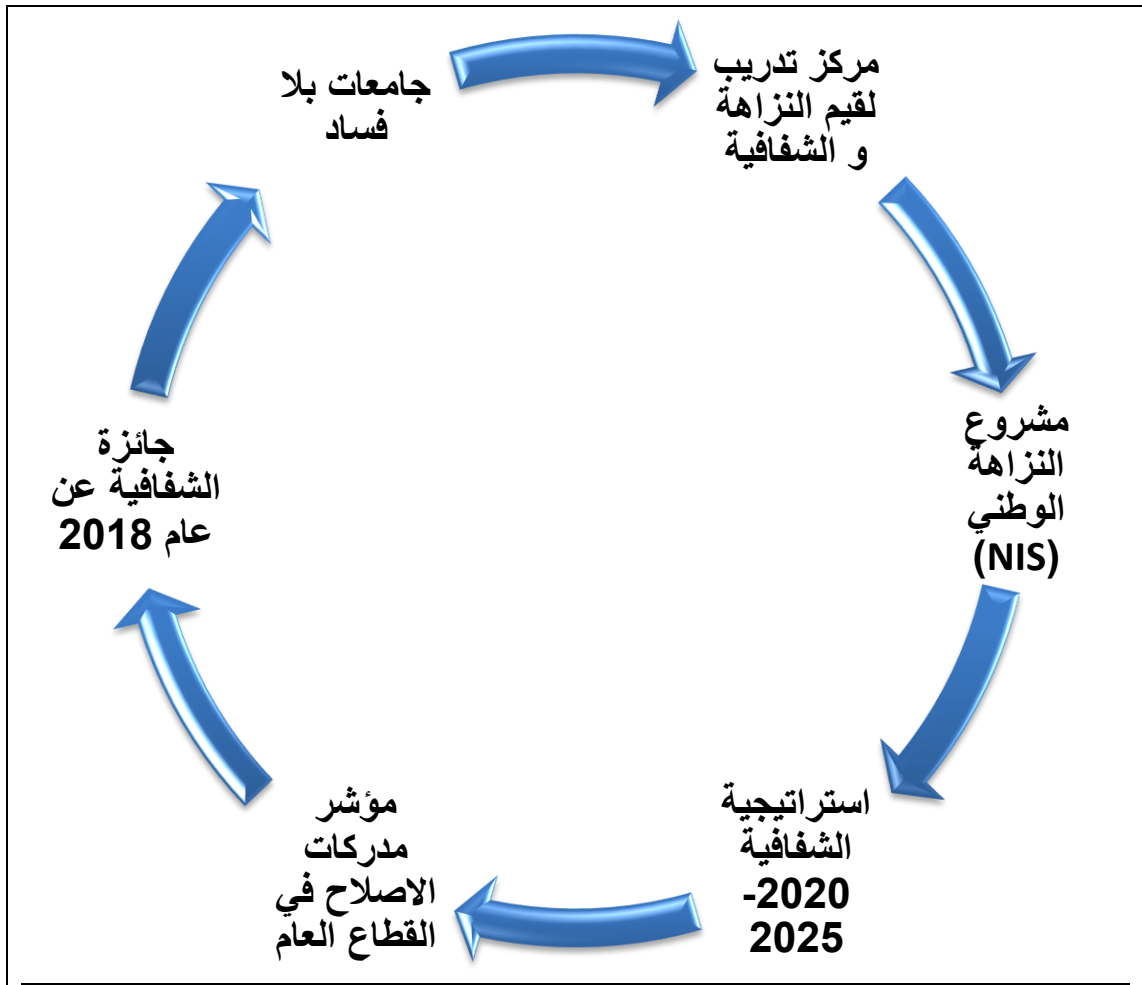 مركز تدريب
لقيم النزاهة
و الشفافية
مشروع
النزاهة
الوطني
(NIS)
استراتيجية
الشفافية
2020-
2025
مؤشر
مدركات
الاصلاح في
القطاع العام
جائزة
الشفافية عن
عام 2018
جامعات بلا
فساد